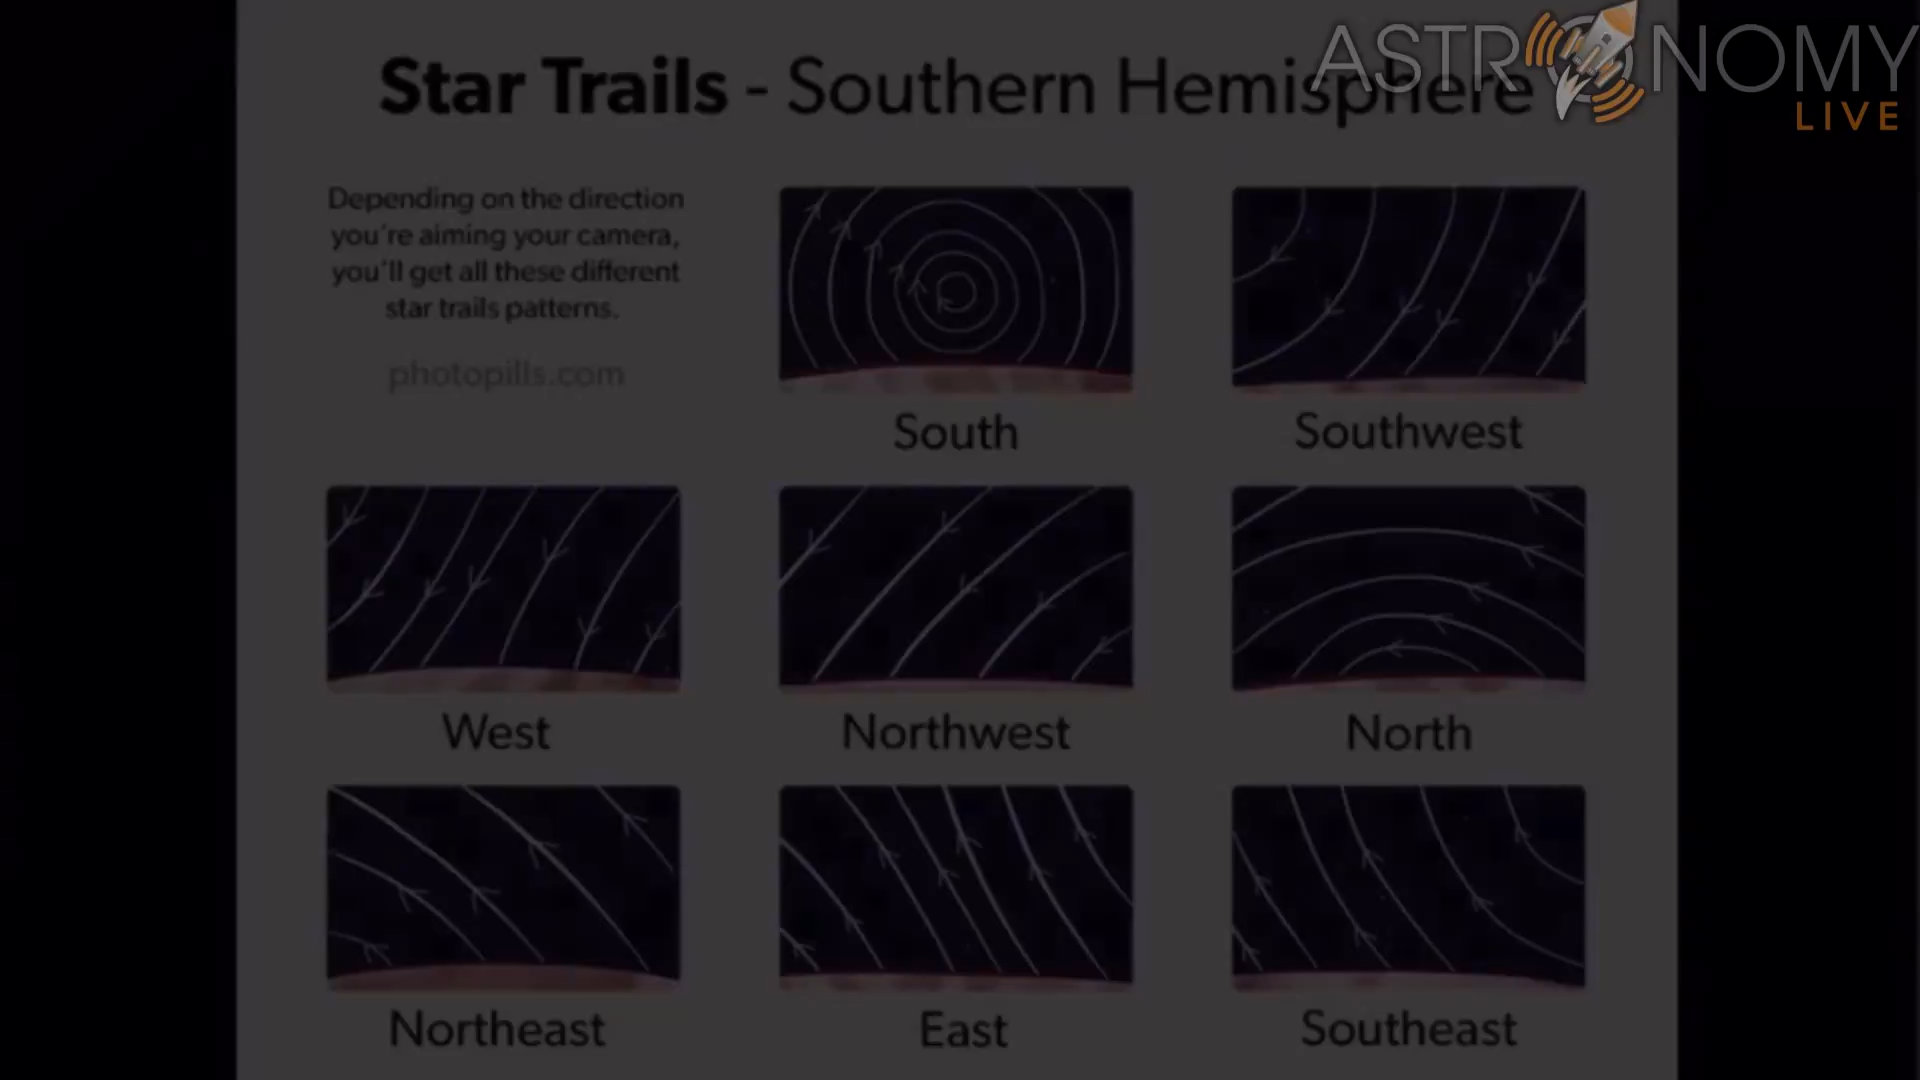 ASTRONOMY
LIVE
Star Trails - Southern Hemisphere
Depending on the direction
you're aiming your camera,
you'll get all these different
star trails patterns.
photopills.com
South
Southwest
West
Northwest
North
Northeast
East
Southeast